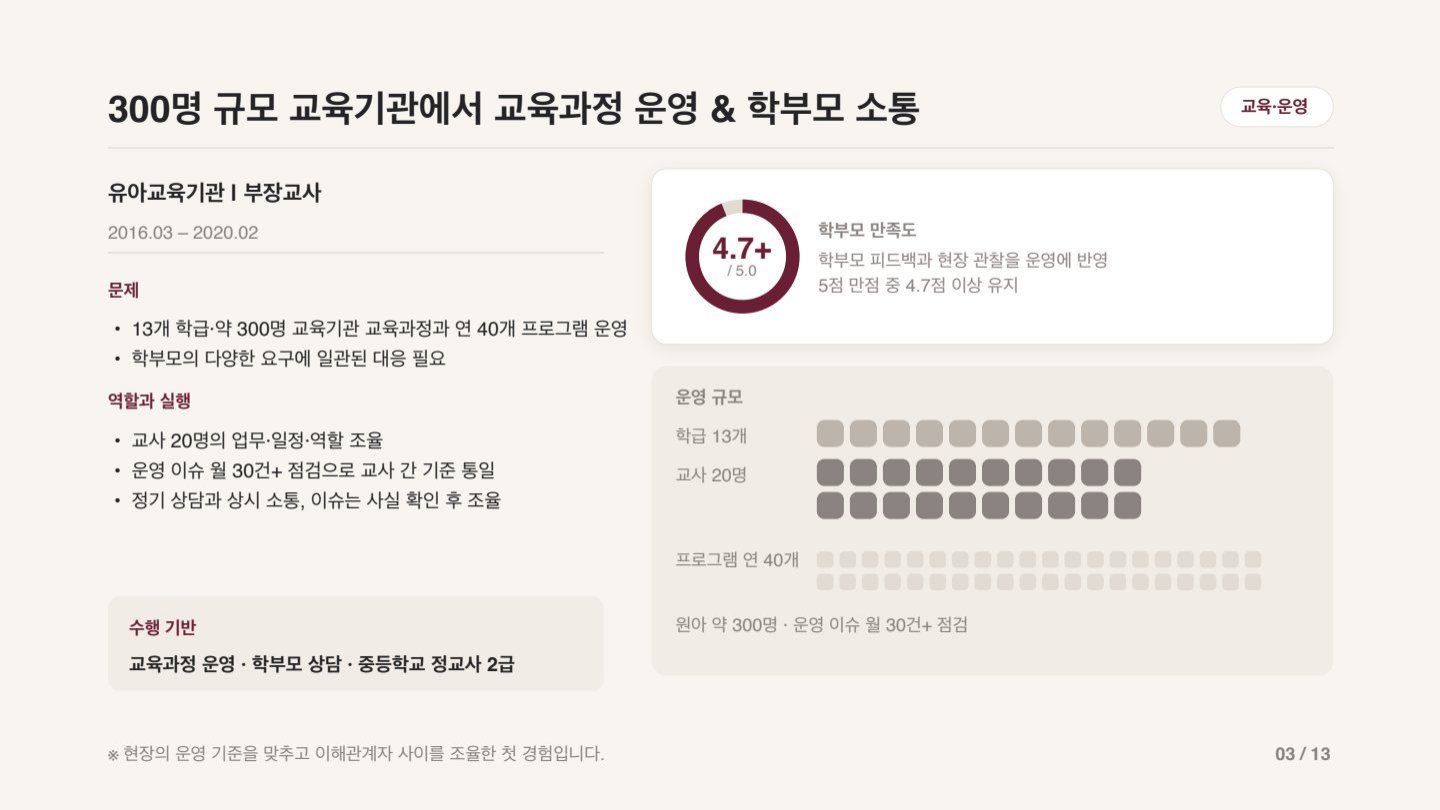 300명 규모 교육기관에서 교육과정 운영 & 학부모 소통
교육·운영
유아교육기관 I 부장교사
2016.03 – 2020.02
문제
• 13개 학급·약 300명 교육기관 교육과정과 연 40개 프로그램 운영
• 학부모의 다양한 요구에 일관된 대응 필요
역할과 실행
• 교사 20명의 업무·일정·역할 조율
• 운영 이슈 월 30건+ 점검으로 교사 간 기준 통일
• 정기 상담과 상시 소통, 이슈는 사실 확인 후 조율
수행 기반
교육과정 운영 · 학부모 상담 · 중등학교 정교사 2급
4.7+
/ 5.0
학부모 만족도
학부모 피드백과 현장 관찰을 운영에 반영
5점 만점 중 4.7점 이상 유지
운영 규모
학급 13개
교사 20명
프로그램 연 40개
원아 약 300명 · 운영 이슈 월 30건+ 점검
※ 현장의 운영 기준을 맞추고 이해관계자 사이를 조율한 첫 경험입니다.
03 / 13